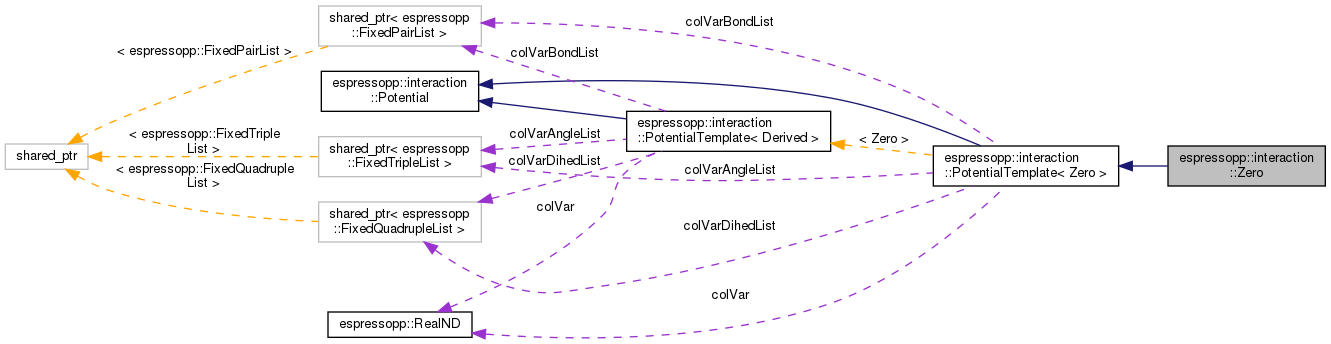 shared_ptr< espressopp
::FixedPairList >
colVarBondList
< espressopp::FixedPairList >
colVarBondList
espressopp::interaction
::Potential
espressopp::interaction
::PotentialTemplate< Derived >
< espressopp::FixedTriple
List >
colVarAngleList
< Zero >
shared_ptr
shared_ptr< espressopp
::FixedTripleList >
colVarDihedList
colVarAngleList
espressopp::interaction
::PotentialTemplate< Zero >
espressopp::interaction
::Zero
< espressopp::FixedQuadruple
List >
colVar
shared_ptr< espressopp
::FixedQuadrupleList >
colVarDihedList
colVar
espressopp::RealND